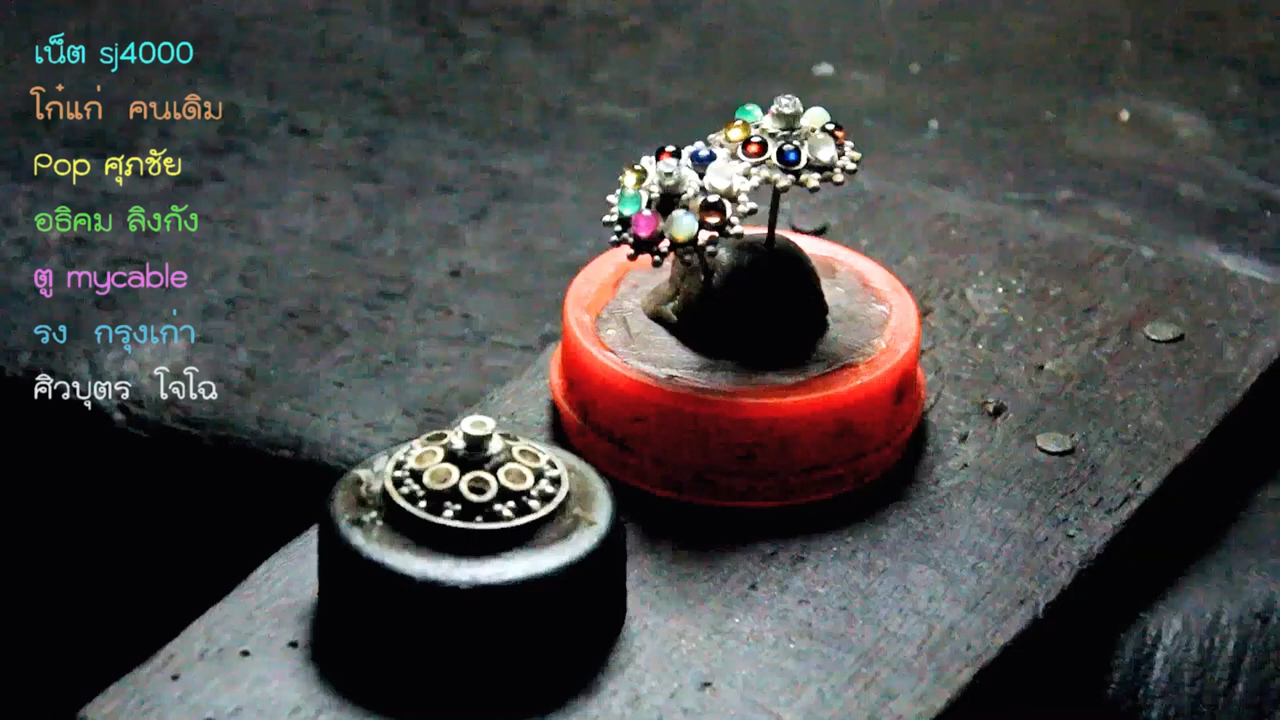 เน็ต sj4000
โก๋แก่ คนเดิม
Pop ศุภชัย
อธิคม ลิงกัง
ตู mycable
รง กรุงเก่า
ศิวบุตร โจโฉ